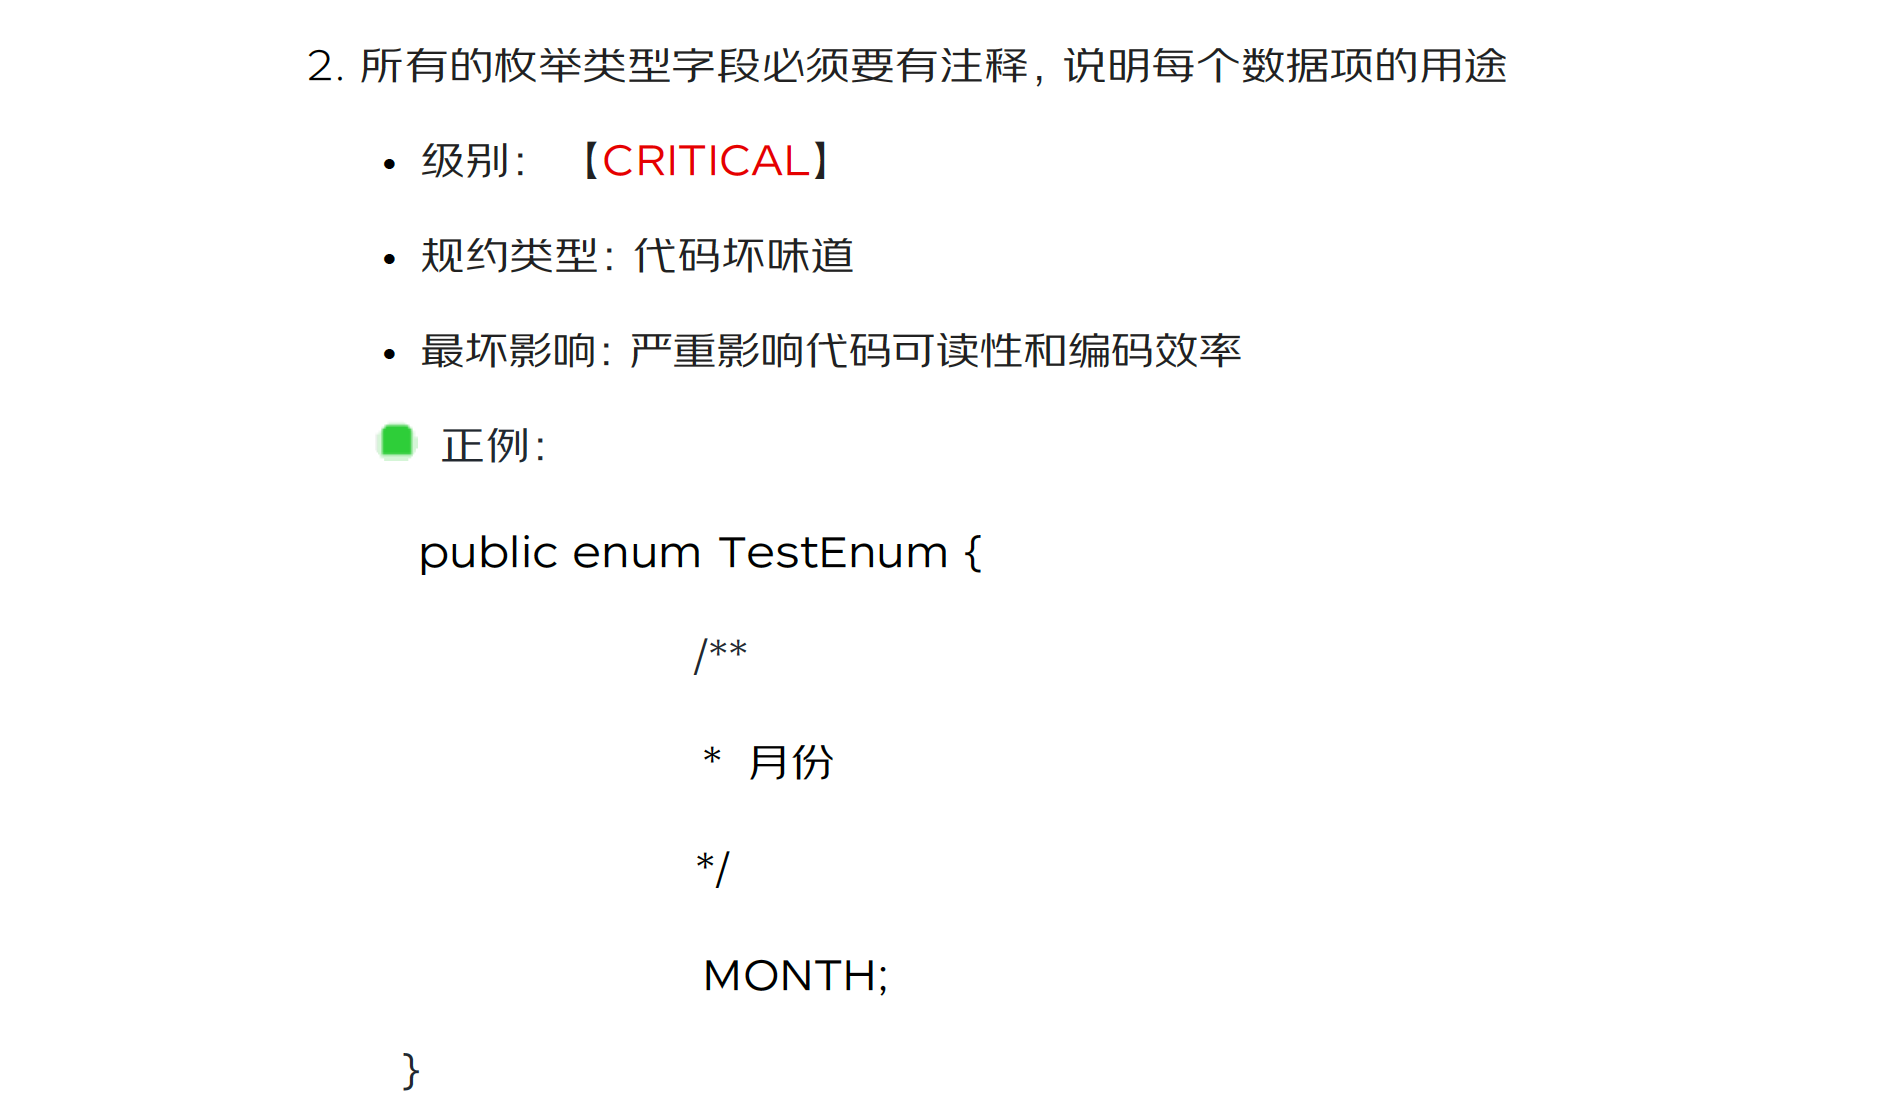 2. 所有的枚举类型字段必须要有注释，说明每个数据项的用途
• 级别： 【CRITICAL】
• 规约类型：代码坏味道
• 最坏影响：严重影响代码可读性和编码效率
正例：
public enum TestEnum {
/**
* 月份
*/
MONTH;
}